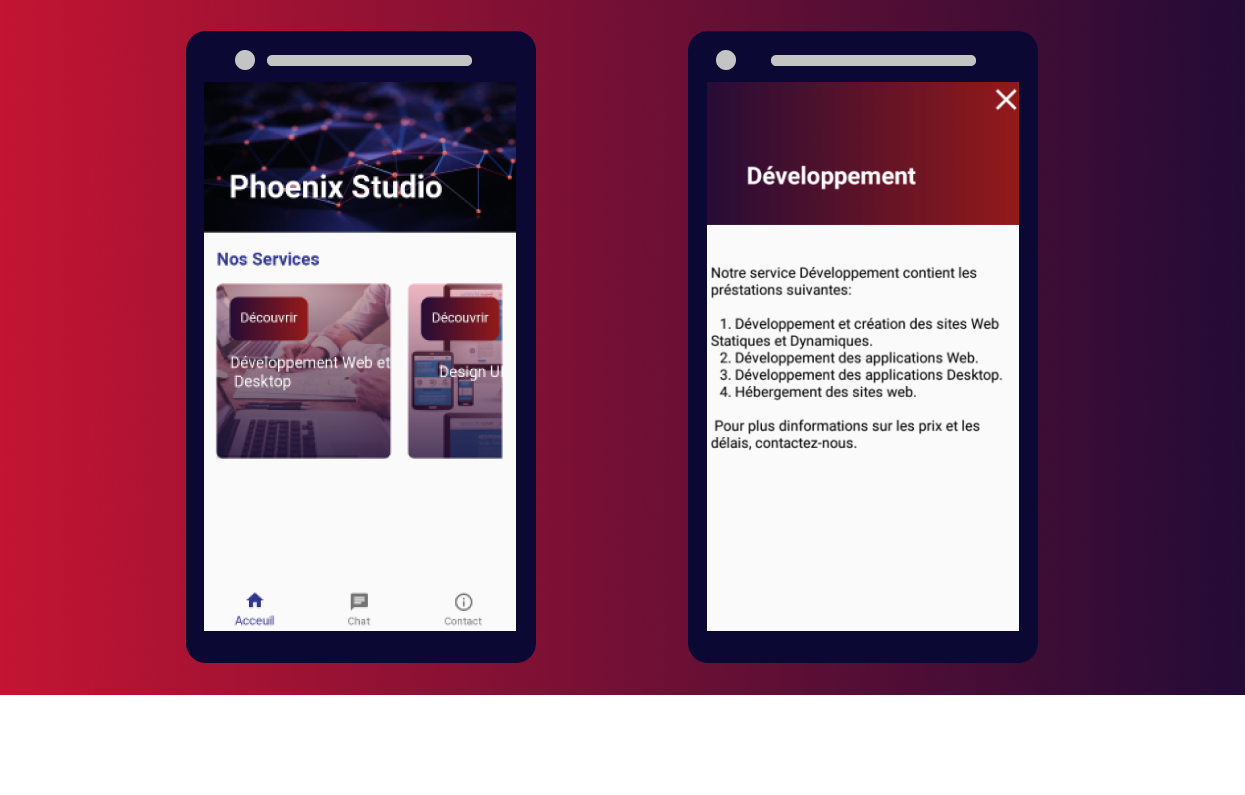 Phoenix Studio
Nos Services
Découvrir
Développement Web et
Desktop
Découvrir
Design UI
Acceuil
Chat
Contact
Développement
Notre service Développement contient les
préstations suivantes:
1. Développement et création des sites Web
Statiques et Dynamiques.
2. Développement des applications Web.
3. Développement des applications Desktop.
4. Hébergement des sites web.
Pour plus dinformations sur les prix et les
délais, contactez-nous.